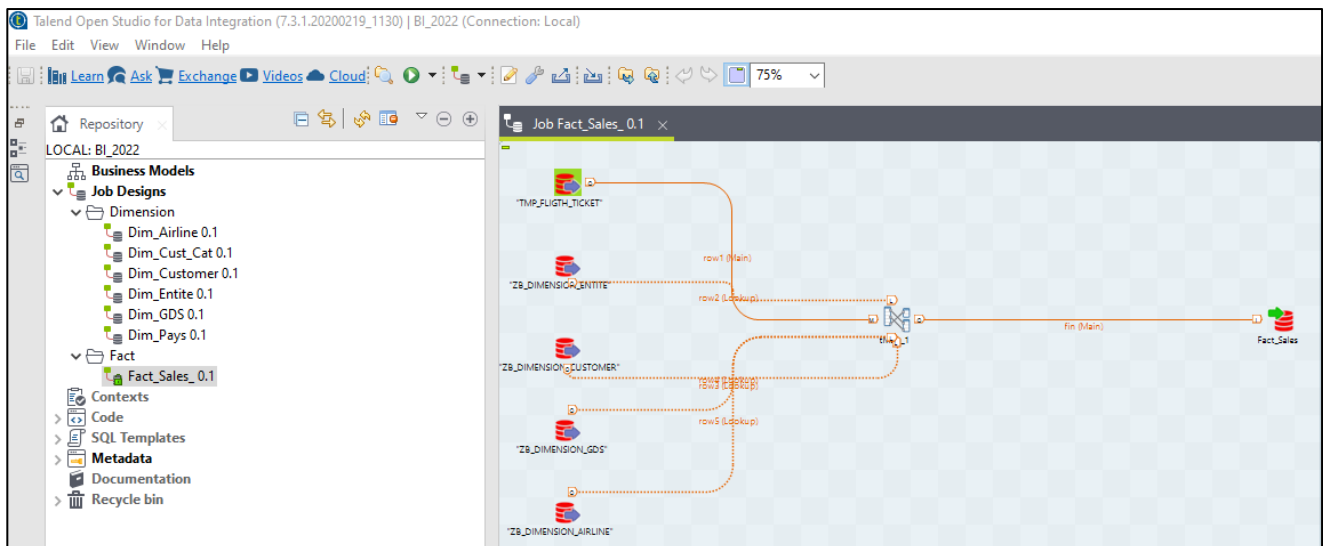 Talend Open Studio for Data Integration (7.3.1.20200219_1130) | BI_2022 (Connection: Local)
File Edit View Window Help
Learn Ask Exchange Videos Cloud 75%
Repository
LOCAL: BI_2022
Business Models
Job Designs
Dimension
Dim_Airline 0.1
Dim_Cust_Cat 0.1
Dim_Customer 0.1
Dim_Entite 0.1
Dim_GDS 0.1
Dim_Pays 0.1
Fact
Fact_Sales_ 0.1
Contexts
Code
SQL Templates
Metadata
Documentation
Recycle bin
Job Fact_Sales_ 0.1
"TMP_FLIGTH_TICKET"
row1 (Main)
"ZB_DIMENSION_ENTITE"
row2 (Lookup)
fin (Main)
Fact_Sales
"ZB_DIMENSION_CUSTOMER"
row3 (Lookup)
row5 (Lookup)
"ZB_DIMENSION_GDS"
"ZB_DIMENSION_AIRLINE"